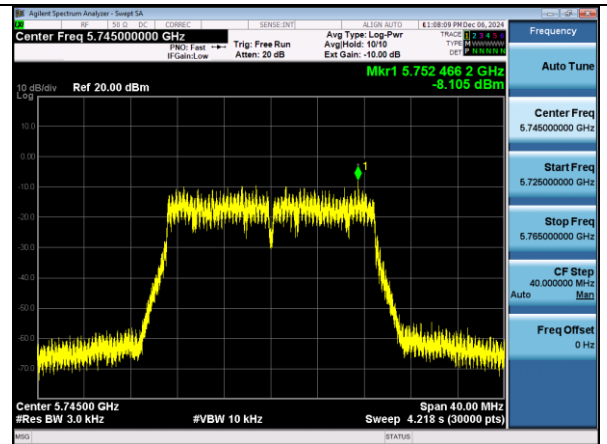 Agilent Spectrum Analyzer - Swept SA
RF 50 Ω DC CORREC SENSE:INT ALIGN AUTO 1:08:09 PM Dec 06, 2024
Center Freq 5.745000000 GHz
PNO: Fast
IFGain:Low
Trig: Free Run
Atten: 20 dB
Avg Type: Log-Pwr
Avg|Hold: 10/10
Ext Gain: -10.00 dB
TRACE 1 2 3 4 5 6
TYPE M W W W W W
DET P N N N N N
Mkr1 5.752 466 2 GHz
-8.105 dBm
10 dB/div Ref 20.00 dBm
Log
10.0
0.00
-10.0
-20.0
-30.0
-40.0
-50.0
-60.0
-70.0
1
Center 5.74500 GHz
#Res BW 3.0 kHz
#VBW 10 kHz
Span 40.00 MHz
Sweep 4.218 s (30000 pts)
MSG
STATUS
Frequency
Auto Tune
Center Freq
5.745000000 GHz
Start Freq
5.725000000 GHz
Stop Freq
5.765000000 GHz
CF Step
40.000000 MHz
Auto Man
Freq Offset
0 Hz